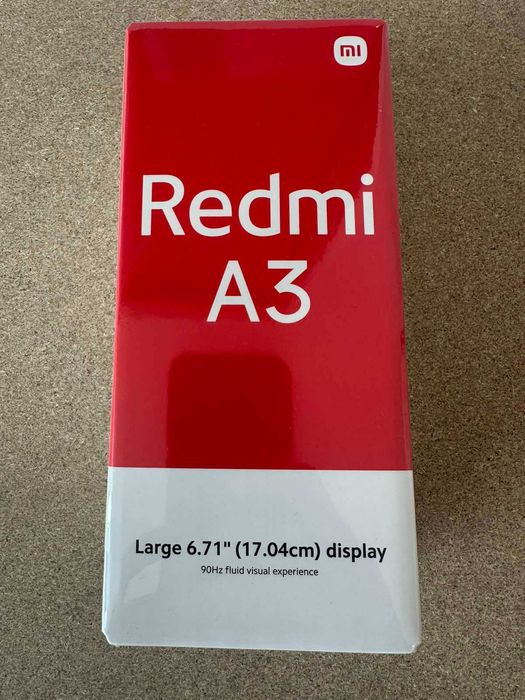 mi
Redmi
A3
Large 6.71" (17.04cm) display
90Hz fluid visual experience